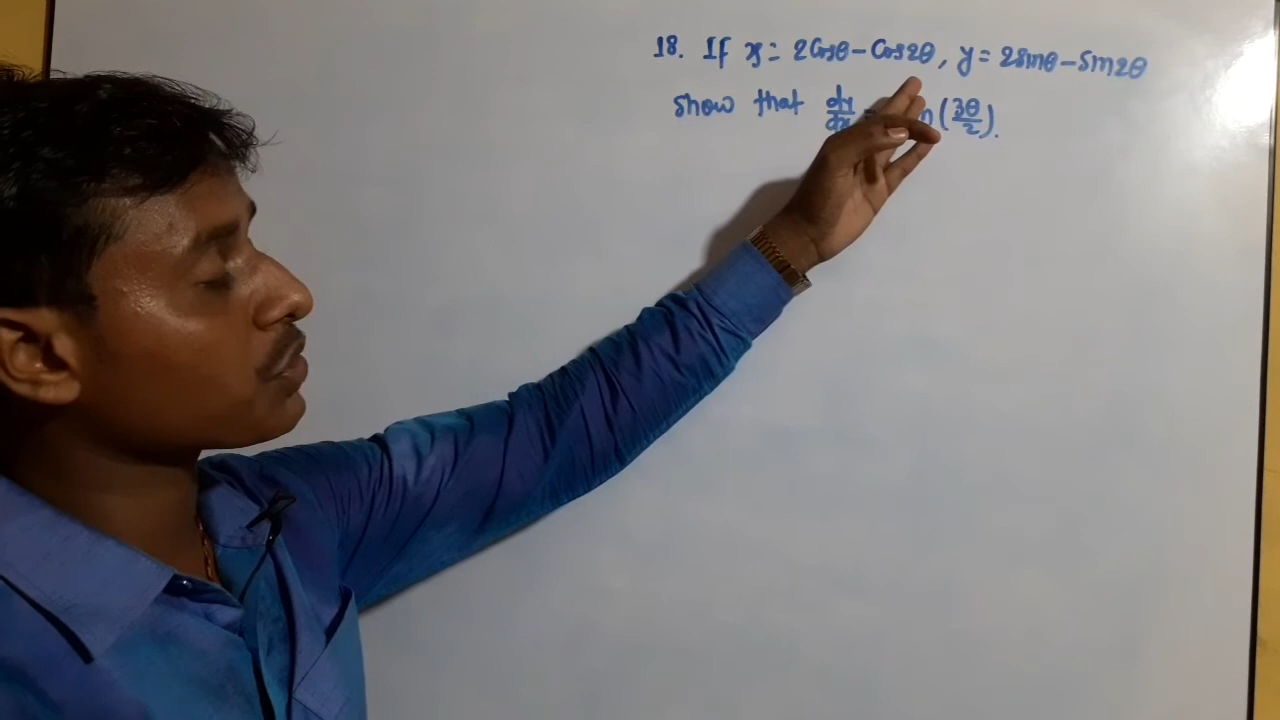 18. If x = 2Cosθ - Cos2θ, y = 2sinθ - Sin2θ
Show that dy/dx = (3θ/2).